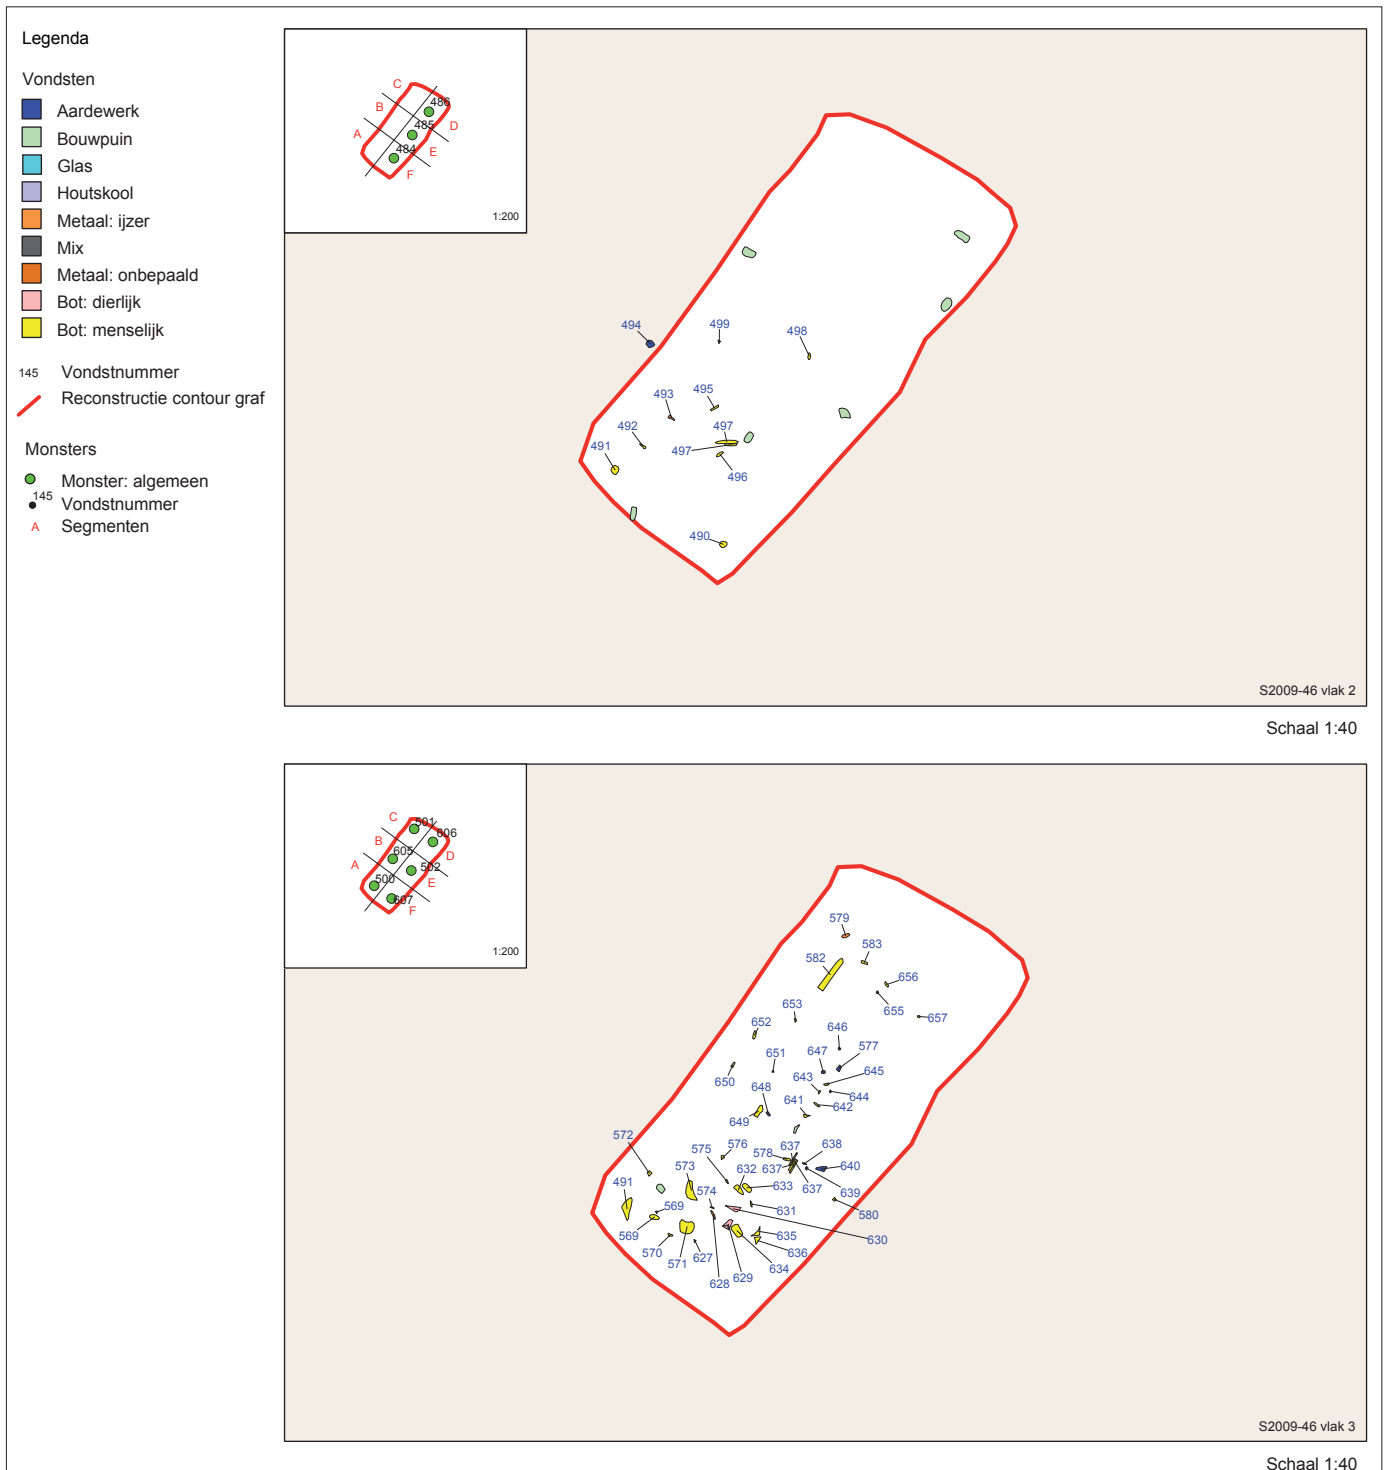 Legenda
Vondsten
Aardewerk
Bouwpuin
Glas
Houtskool
Metaal: ijzer
Mix
Metaal: onbepaald
Bot: dierlijk
Bot: menselijk
145 Vondstnummer
Reconstructie contour graf
Monsters
Monster: algemeen
145 Vondstnummer
A Segmenten
C
B
486
A
485
D
484
E
F
1:200
494
499
498
493
495
492
497
491
497
496
490
S2009-46 vlak 2
Schaal 1:40
C
501
B
606
605
D
A
502
500
E
607
F
1:200
579
583
582
656
653
655
657
652
646
651
647
577
650
643
645
648
644
641
642
649
572
575
576
578
637
638
573
632
637
640
491
574
633
637
639
569
631
580
569
635
630
570
571
627
636
634
628
629
S2009-46 vlak 3
Schaal 1:40